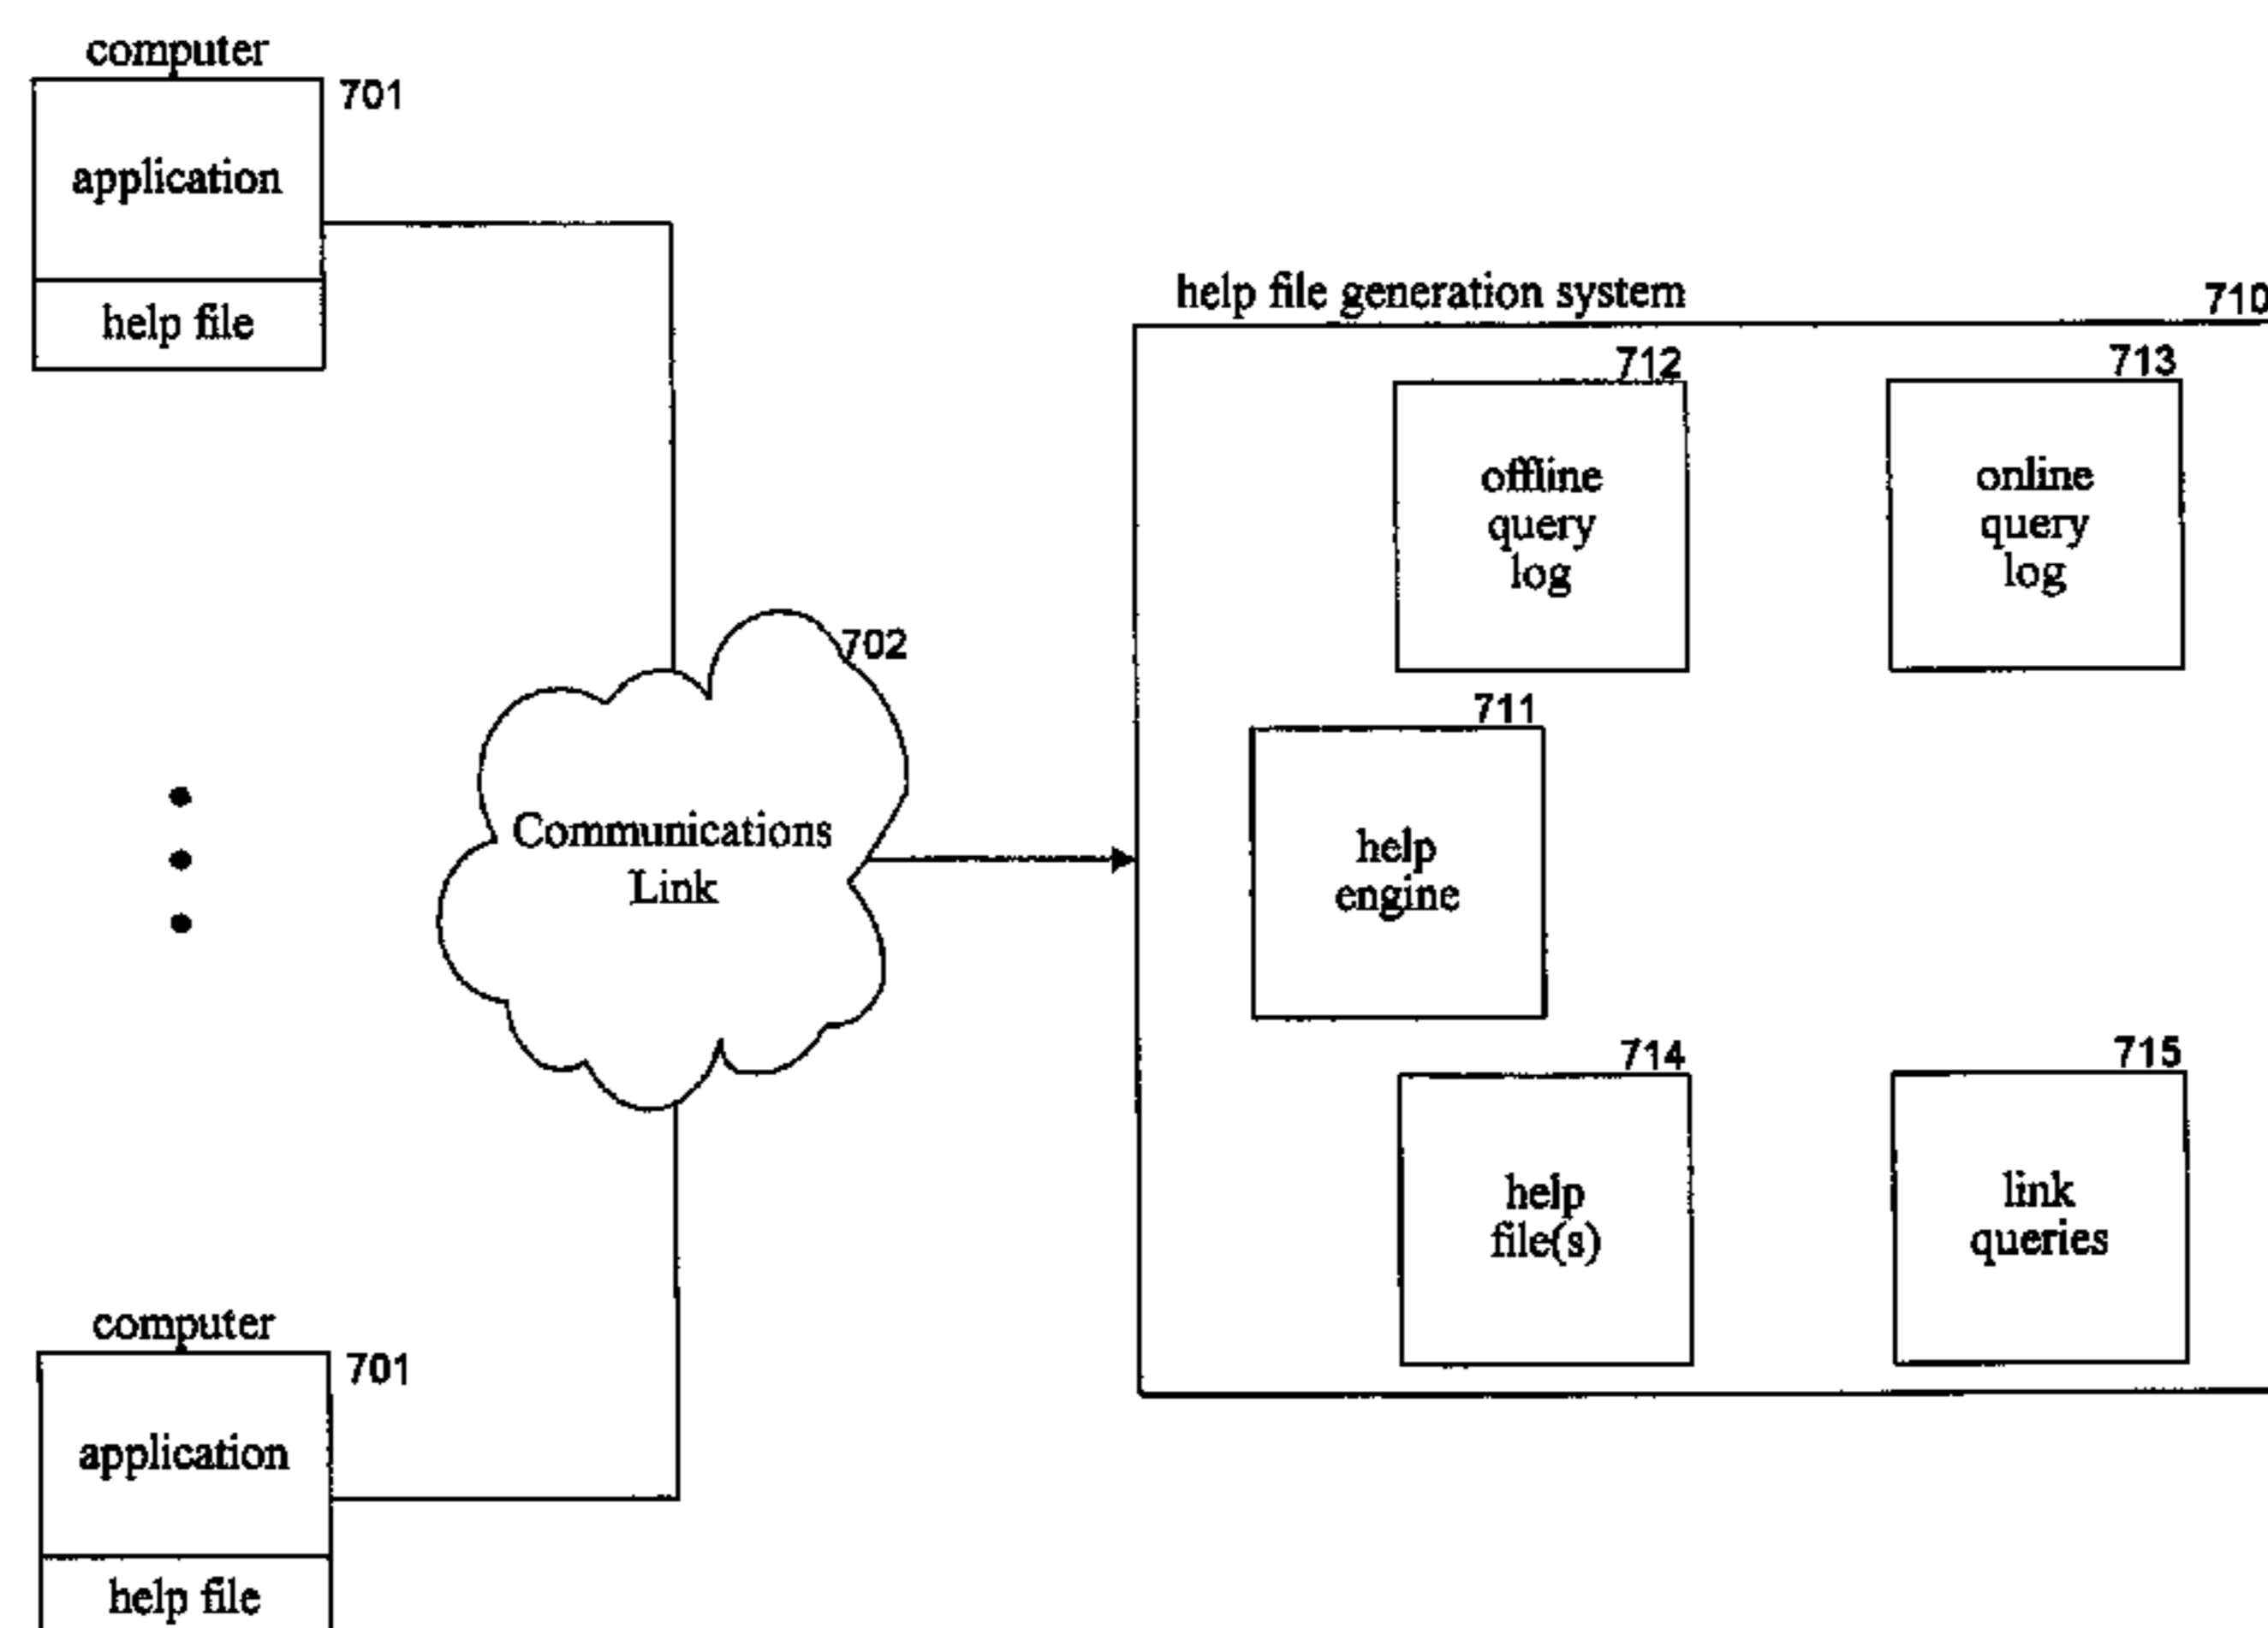 computer
701
application
help file
help file generation system
710
712
713
offline
query
log
online
query
log
702
Communications
Link
711
help
engine
714
715
help
file(s)
link
queries
computer
701
application
help file